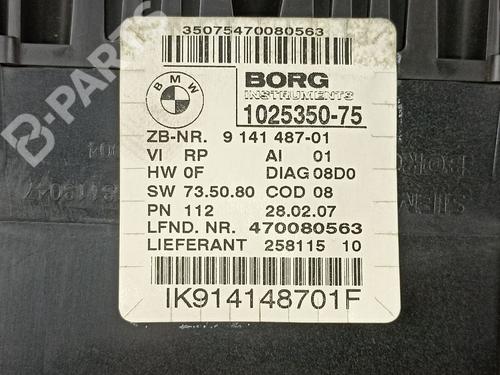 35075470080563
BMW
BORG
INSTRUMENTS
1025350-75
ZB-NR. 9 141 487-01
VI RP AI 01
HW 0F DIAG 08D0
SW 73.50.80 COD 08
PN 112 28.02.07
LFND. NR. 470080563
LIEFERANT 258115 10
IK914148701F
B-PARTS